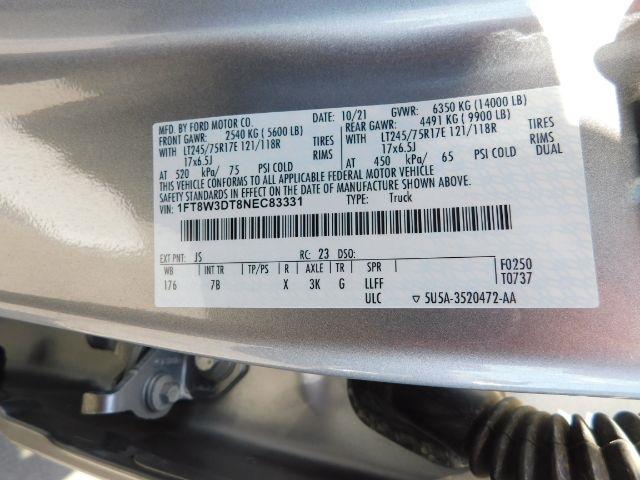 MFD. BY FORD MOTOR CO. DATE: 10/21 GVWR: 6350 KG (14000 LB)
FRONT GAWR: 2540 KG (5600 LB) REAR GAWR: 4491 KG (9900 LB)
WITH LT245/75R17E 121/118R TIRES WITH LT245/75R17E 121/118R TIRES
17x6.5J RIMS 17x6.5J RIMS
AT 520 kPa/ 75 PSI COLD AT 450 kPa/ 65 PSI COLD DUAL
THIS VEHICLE CONFORMS TO ALL APPLICABLE FEDERAL MOTOR VEHICLE
SAFETY STANDARDS IN EFFECT ON THE DATE OF MANUFACTURE SHOWN ABOVE.
VIN: 1FT8W3DT8NEC83331 TYPE: Truck
EXT PNT: JS RC: 23 DSO:
WB INT TR TP/PS R AXLE TR SPR F0250
176 7B X 3K G LLFF T0737
ULC ▽ 5U5A-3520472-AA